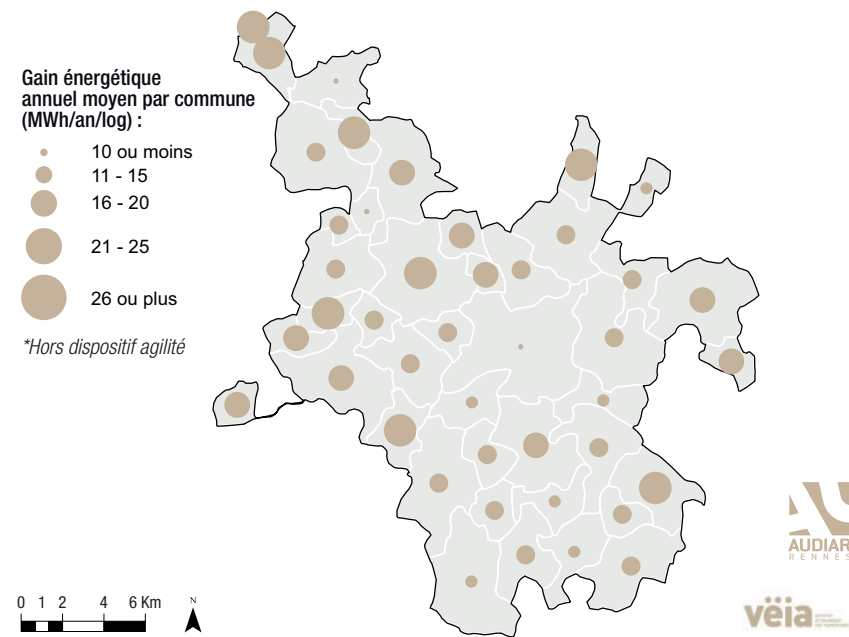 Gain énergétique
annuel moyen par commune
(MWh/an/log) :
10 ou moins
11 - 15
16 - 20
21 - 25
26 ou plus
*Hors dispositif agilité
0 1 2 4 6 Km
N
AUDIAR
RENNES
vëia